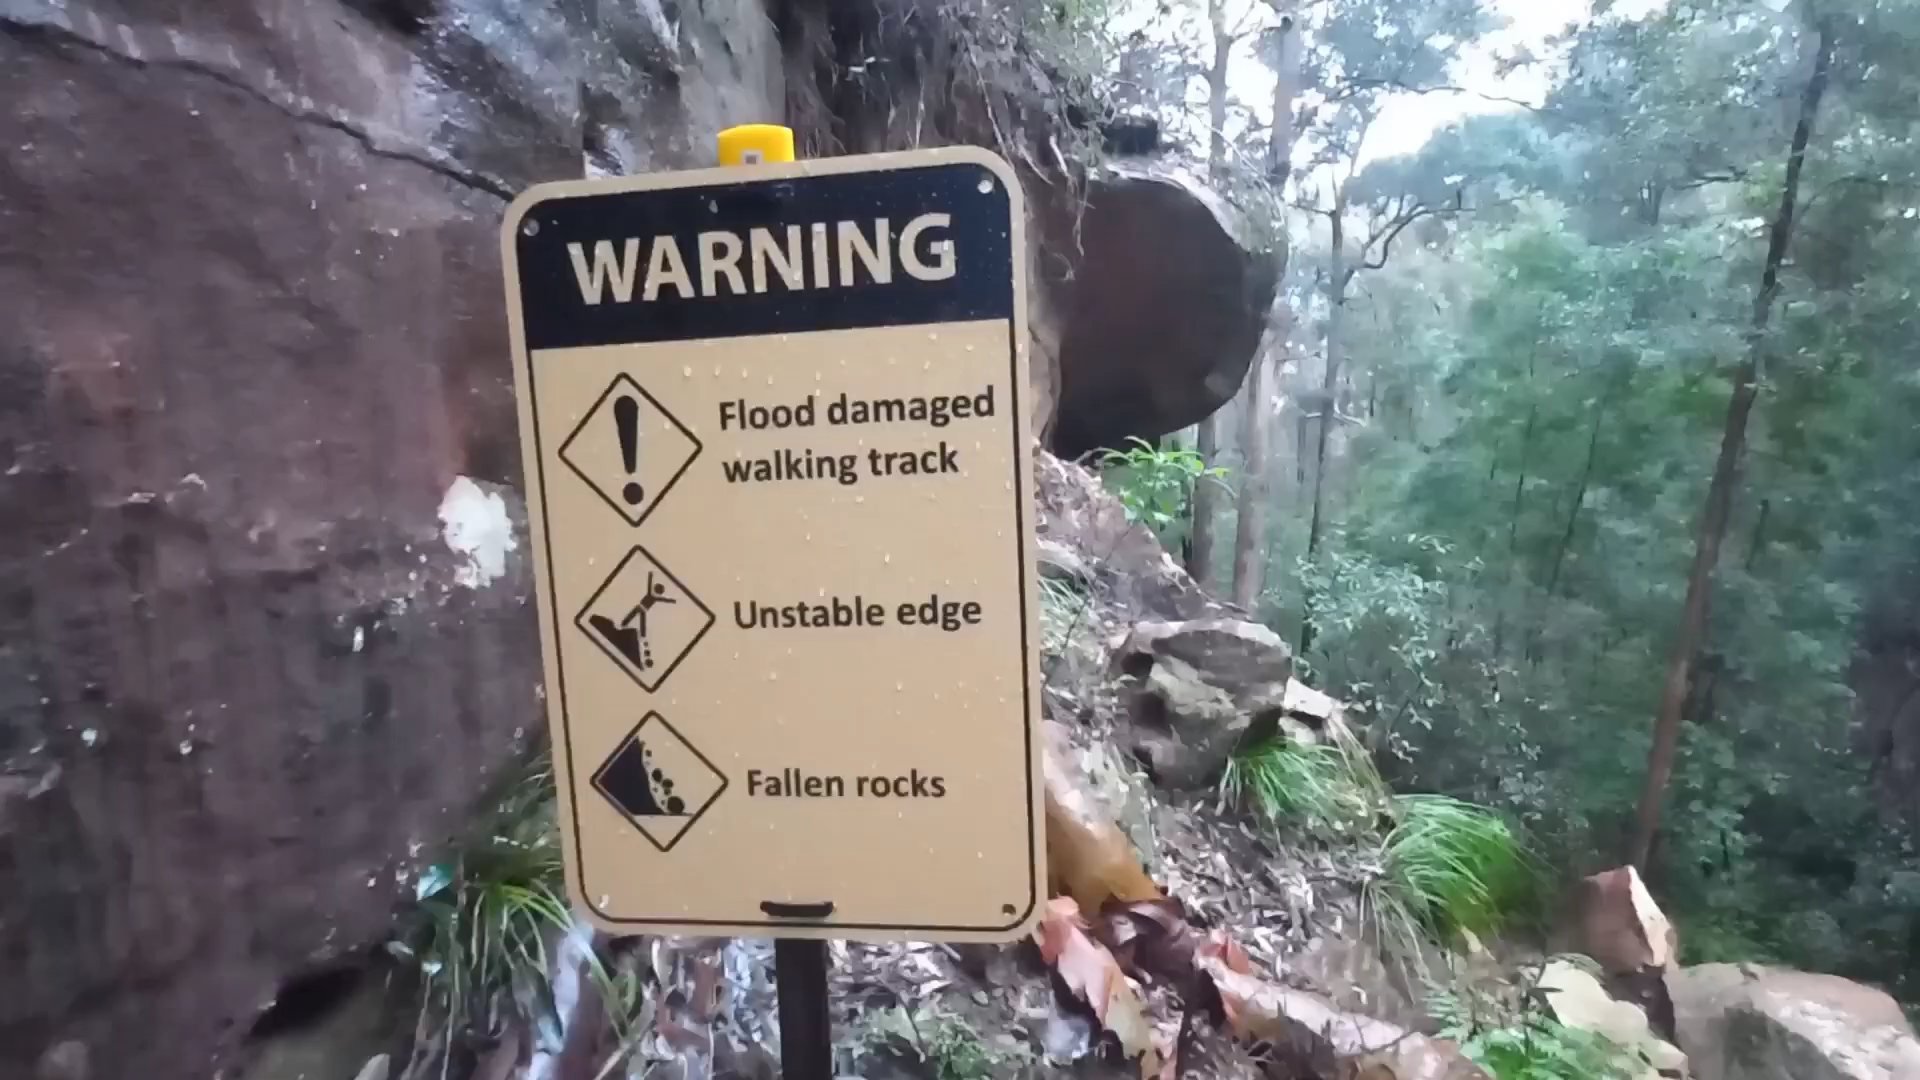 WARNING
Flood damaged
walking track
Unstable edge
Fallen rocks